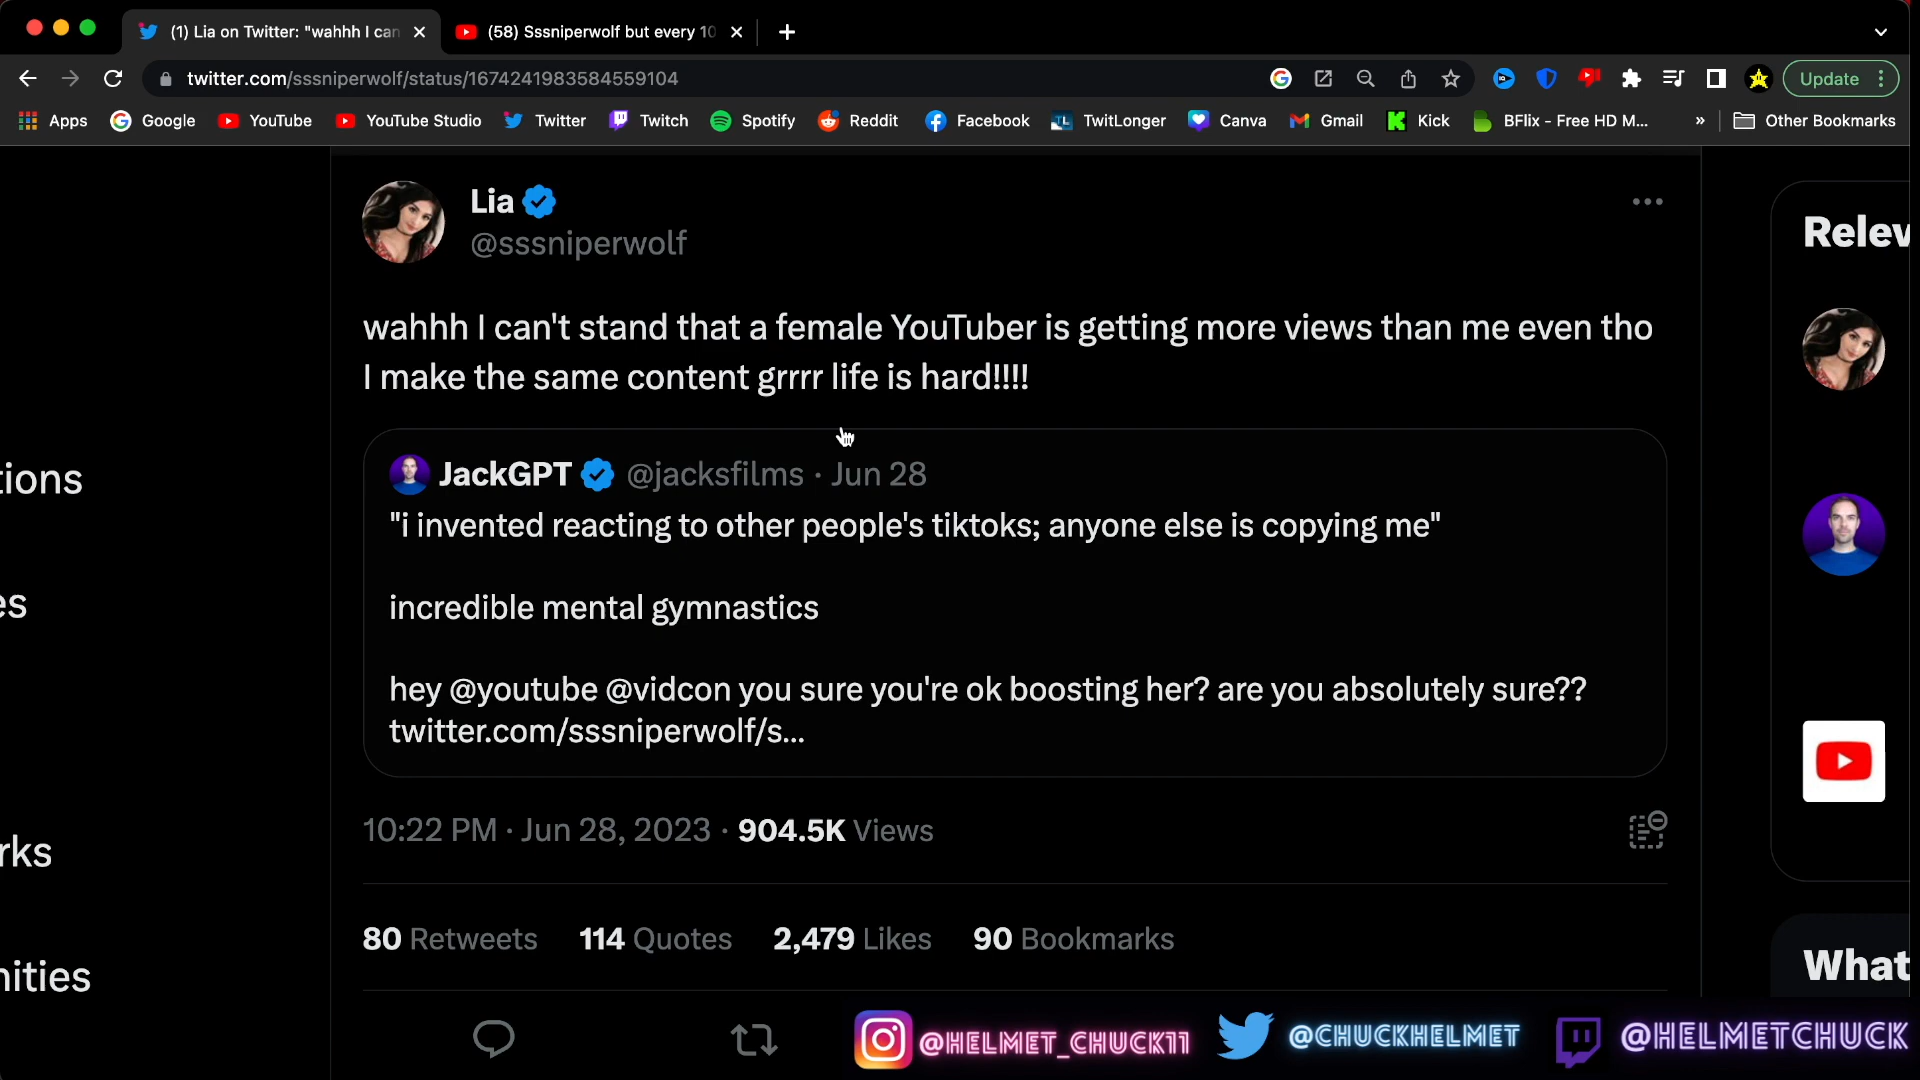 (1) Lia on Twitter: "wahhh I can
(58) Sssniperwolf but every 10
twitter.com/sssniperwolf/status/1674241983584559104
Update
Apps
Google
YouTube
YouTube Studio
Twitter
Twitch
Spotify
Reddit
Facebook
TwitLonger
Canva
Gmail
Kick
BFlix - Free HD M...
»
Other Bookmarks
Lia
@sssniperwolf
wahhh I can't stand that a female YouTuber is getting more views than me even tho
I make the same content grrrr life is hard!!!!
JackGPT @jacksfilms · Jun 28
"i invented reacting to other people's tiktoks; anyone else is copying me"
incredible mental gymnastics
hey @youtube @vidcon you sure you're ok boosting her? are you absolutely sure??
twitter.com/sssniperwolf/s...
10:22 PM · Jun 28, 2023 · 904.5K Views
80 Retweets 114 Quotes 2,479 Likes 90 Bookmarks
tions
es
rks
nities
Relev
What
@HELMET_CHUCK11
@CHUCKHELMET
@HELMETCHUCK